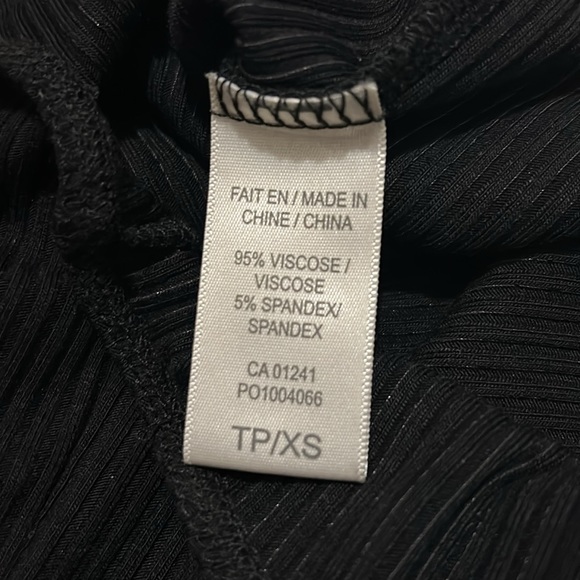 FAIT EN / MADE IN
CHINE / CHINA
95% VISCOSE /
VISCOSE
5% SPANDEX/
SPANDEX
CA 01241
PO1004066
TP/XS